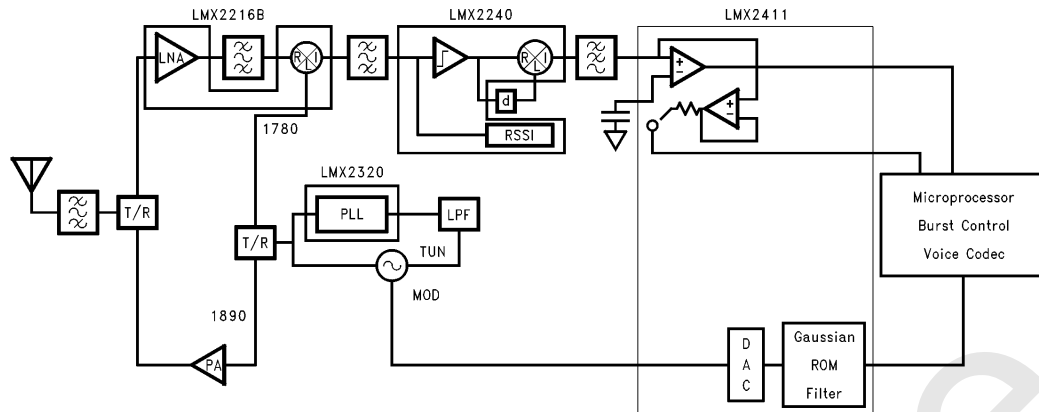 LMX2216B
LMX2240
LMX2411
LNA
R
I
L
R
I
L
d
RSSI
1780
LMX2320
T/R
PLL
LPF
T/R
TUN
MOD
1890
PA
Microprocessor
Burst Control
Voice Codec
D
A
C
Gaussian
ROM
Filter
e